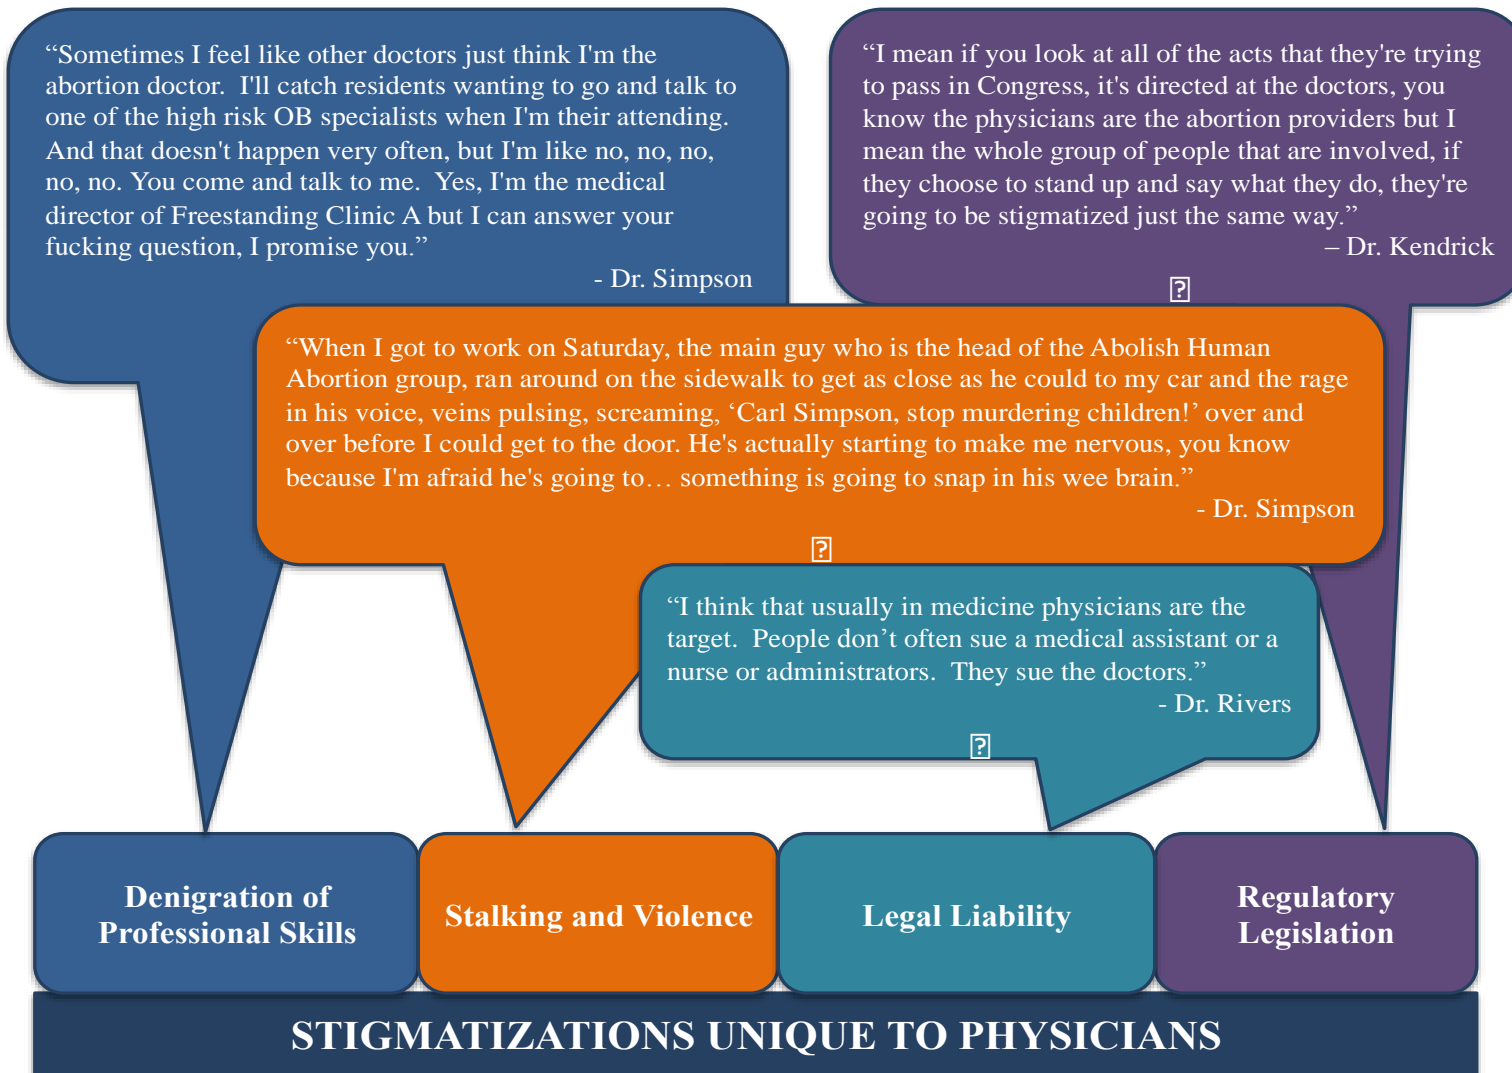 “Sometimes I feel like other doctors just think I'm the
abortion doctor.  I'll catch residents wanting to go and talk to
one of the high risk OB specialists when I'm their attending.
And that doesn't happen very often, but I'm like no, no, no,
no, no. You come and talk to me.  Yes, I'm the medical
director of Freestanding Clinic A but I can answer your
fucking question, I promise you.”
- Dr. Simpson
“I mean if you look at all of the acts that they're trying
to pass in Congress, it's directed at the doctors, you
know the physicians are the abortion providers but I
mean the whole group of people that are involved, if
they choose to stand up and say what they do, they're
going to be stigmatized just the same way.”
– Dr. Kendrick
“When I got to work on Saturday, the main guy who is the head of the Abolish Human
Abortion group, ran around on the sidewalk to get as close as he could to my car and the rage
in his voice, veins pulsing, screaming, ‘Carl Simpson, stop murdering children!’ over and
over before I could get to the door. He's actually starting to make me nervous, you know
because I'm afraid he's going to… something is going to snap in his wee brain.”
- Dr. Simpson
“I think that usually in medicine physicians are the
target.  People don’t often sue a medical assistant or a
nurse or administrators.  They sue the doctors.”
- Dr. Rivers
Denigration of
Professional Skills
Stalking and Violence
Legal Liability
Regulatory
Legislation
STIGMATIZATIONS UNIQUE TO PHYSICIANS